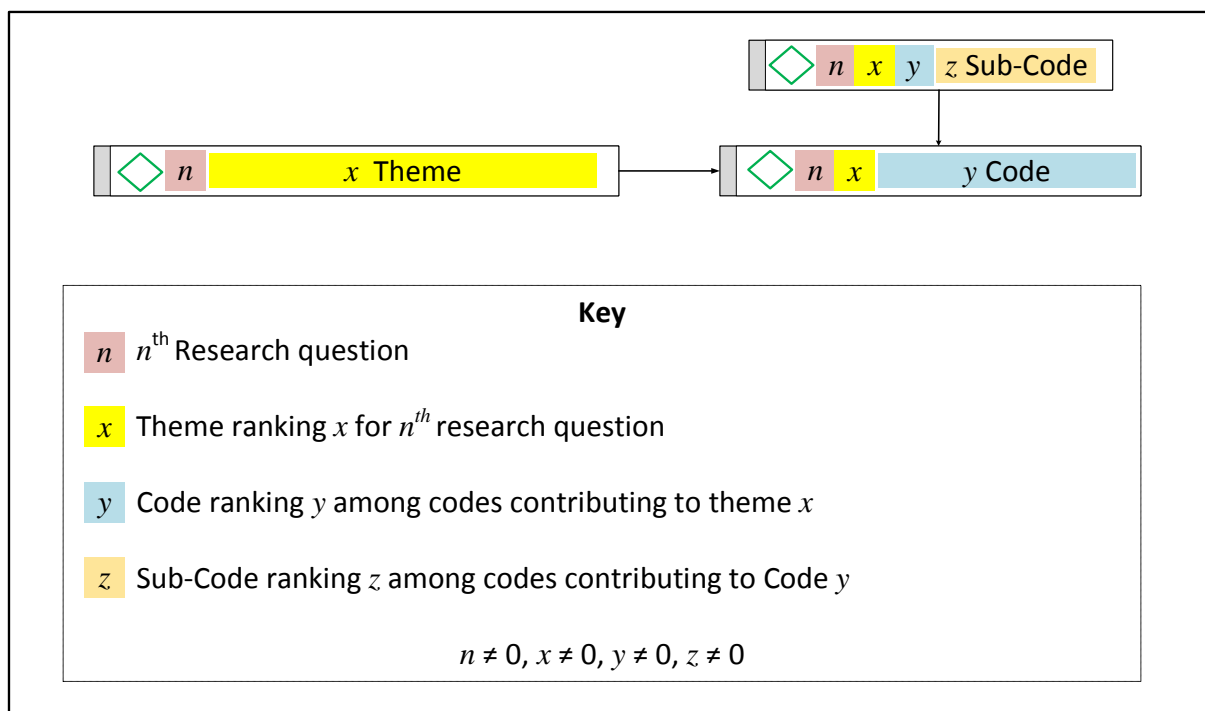 n x y z Sub-Code
n x Theme
n x y Code
Key
n nth Research question
x Theme ranking x for nth research question
y Code ranking y among codes contributing to theme x
z Sub-Code ranking z among codes contributing to Code y
n ≠ 0, x ≠ 0, y ≠ 0, z ≠ 0